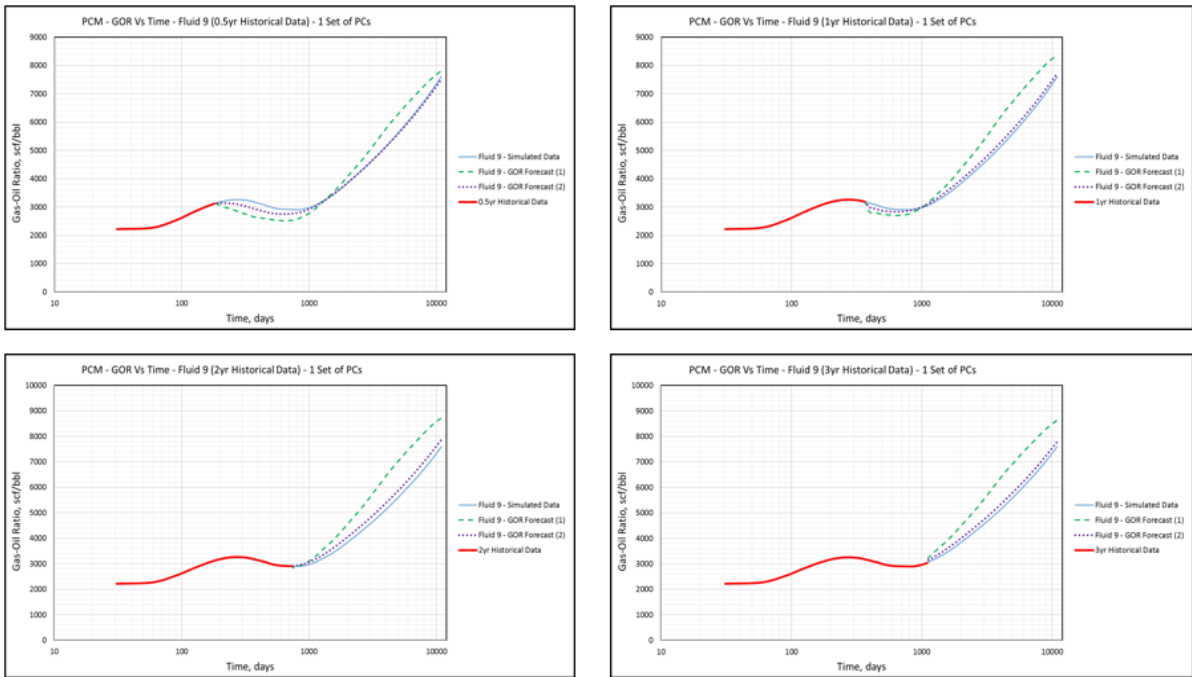 PCM - GOR Vs Time - Fluid 9 (0.5yr Historical Data) - 1 Set of PCs
9000
8000
7000
6000
5000
4000
3000
2000
1000
0
Gas-Oil Ratio, scf/bbl
10
100
1000
10000
Time, days
Fluid 9 - Simulated Data
Fluid 9 - GOR Forecast (1)
Fluid 9 - GOR Forecast (2)
0.5yr Historical Data
PCM - GOR Vs Time - Fluid 9 (1yr Historical Data) - 1 Set of PCs
9000
8000
7000
6000
5000
4000
3000
2000
1000
0
Gas-Oil Ratio, scf/bbl
10
100
1000
10000
Time, days
Fluid 9 - Simulated Data
Fluid 9 - GOR Forecast (1)
Fluid 9 - GOR Forecast (2)
1yr Historical Data
PCM - GOR Vs Time - Fluid 9 (2yr Historical Data) - 1 Set of PCs
10000
9000
8000
7000
6000
5000
4000
3000
2000
1000
0
Gas-Oil Ratio, scf/bbl
10
100
1000
10000
Time, days
Fluid 9 - Simulated Data
Fluid 9 - GOR Forecast (1)
Fluid 9 - GOR Forecast (2)
2yr Historical Data
PCM - GOR Vs Time - Fluid 9 (3yr Historical Data) - 1 Set of PCs
10000
9000
8000
7000
6000
5000
4000
3000
2000
1000
0
Gas-Oil Ratio, scf/bbl
10
100
1000
10000
Time, days
Fluid 9 - Simulated Data
Fluid 9 - GOR Forecast (1)
Fluid 9 - GOR Forecast (2)
3yr Historical Data